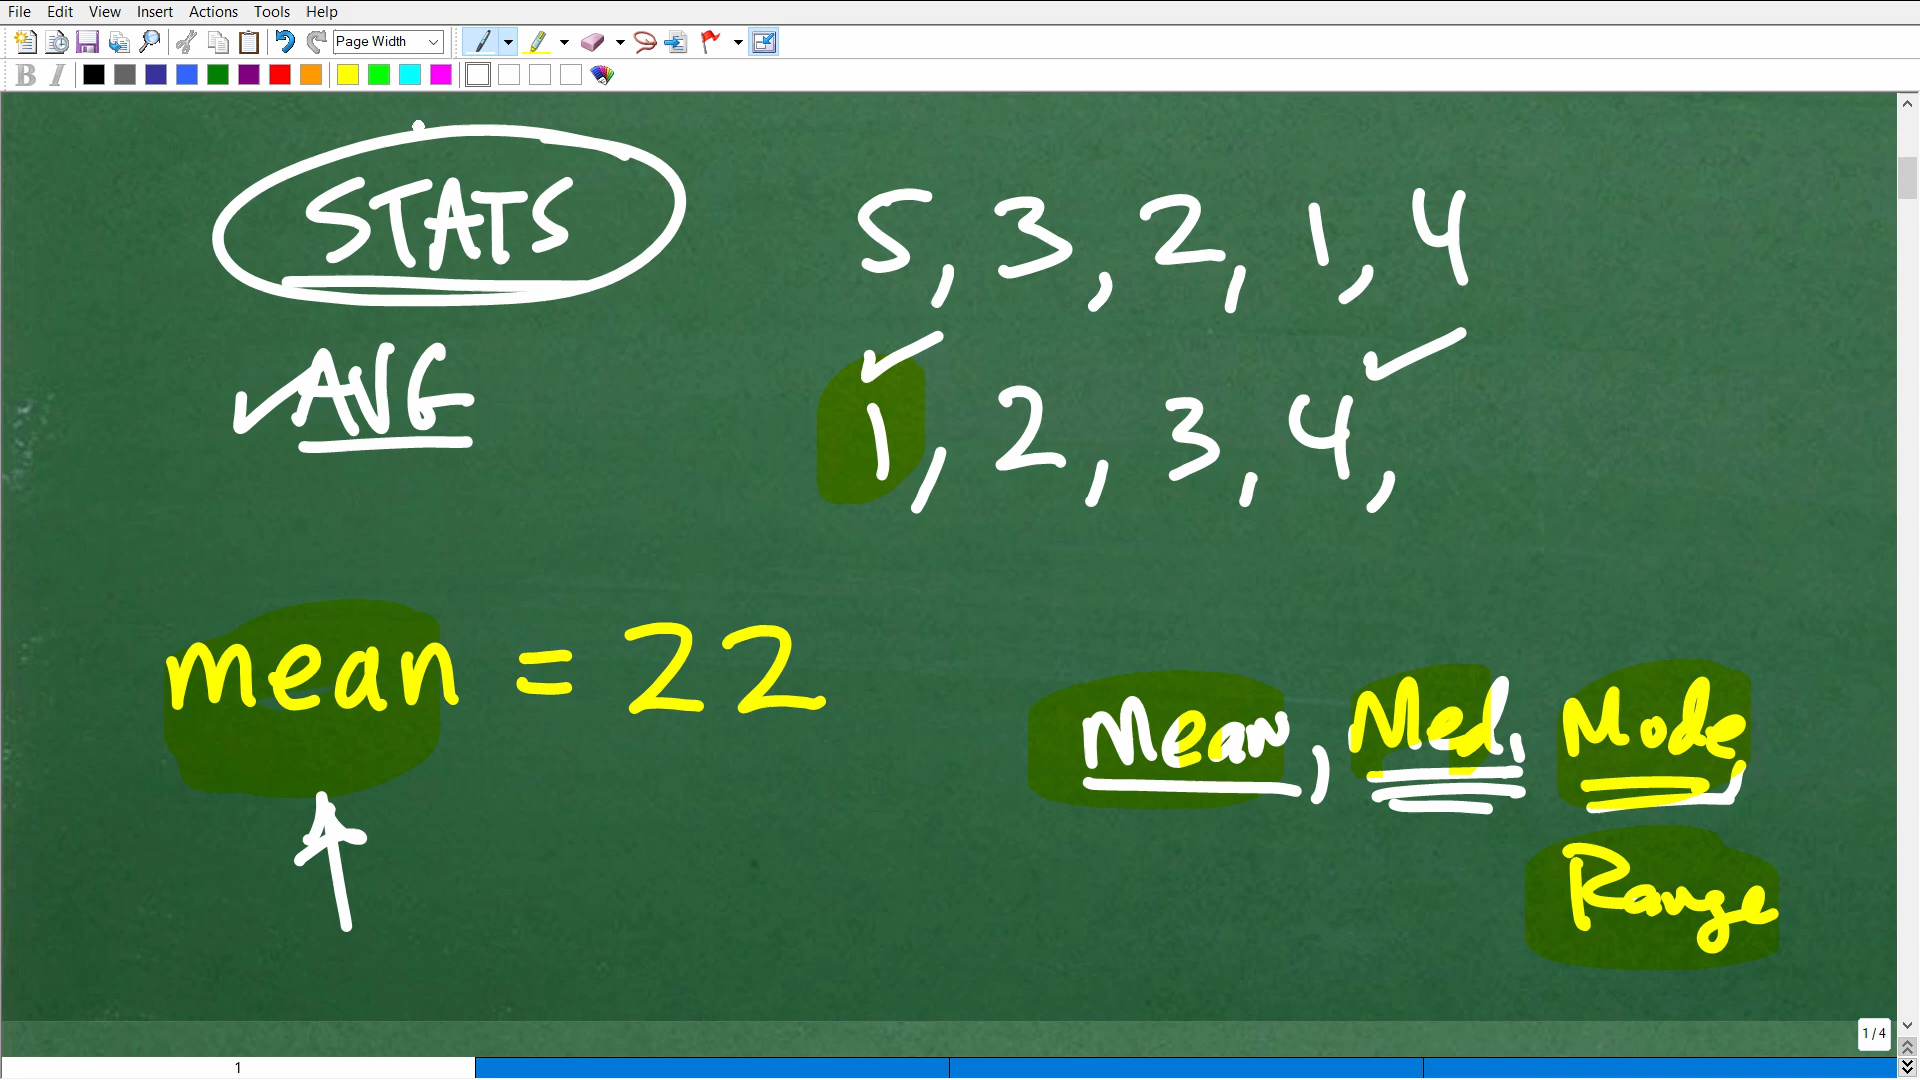 File Edit View Insert Actions Tools Help
Page Width
B I
STATS
5, 3, 2, 1, 4
AVG
1, 2, 3, 4,
mean = 22
Mean, Med, Mode,
Range
1 / 4
1